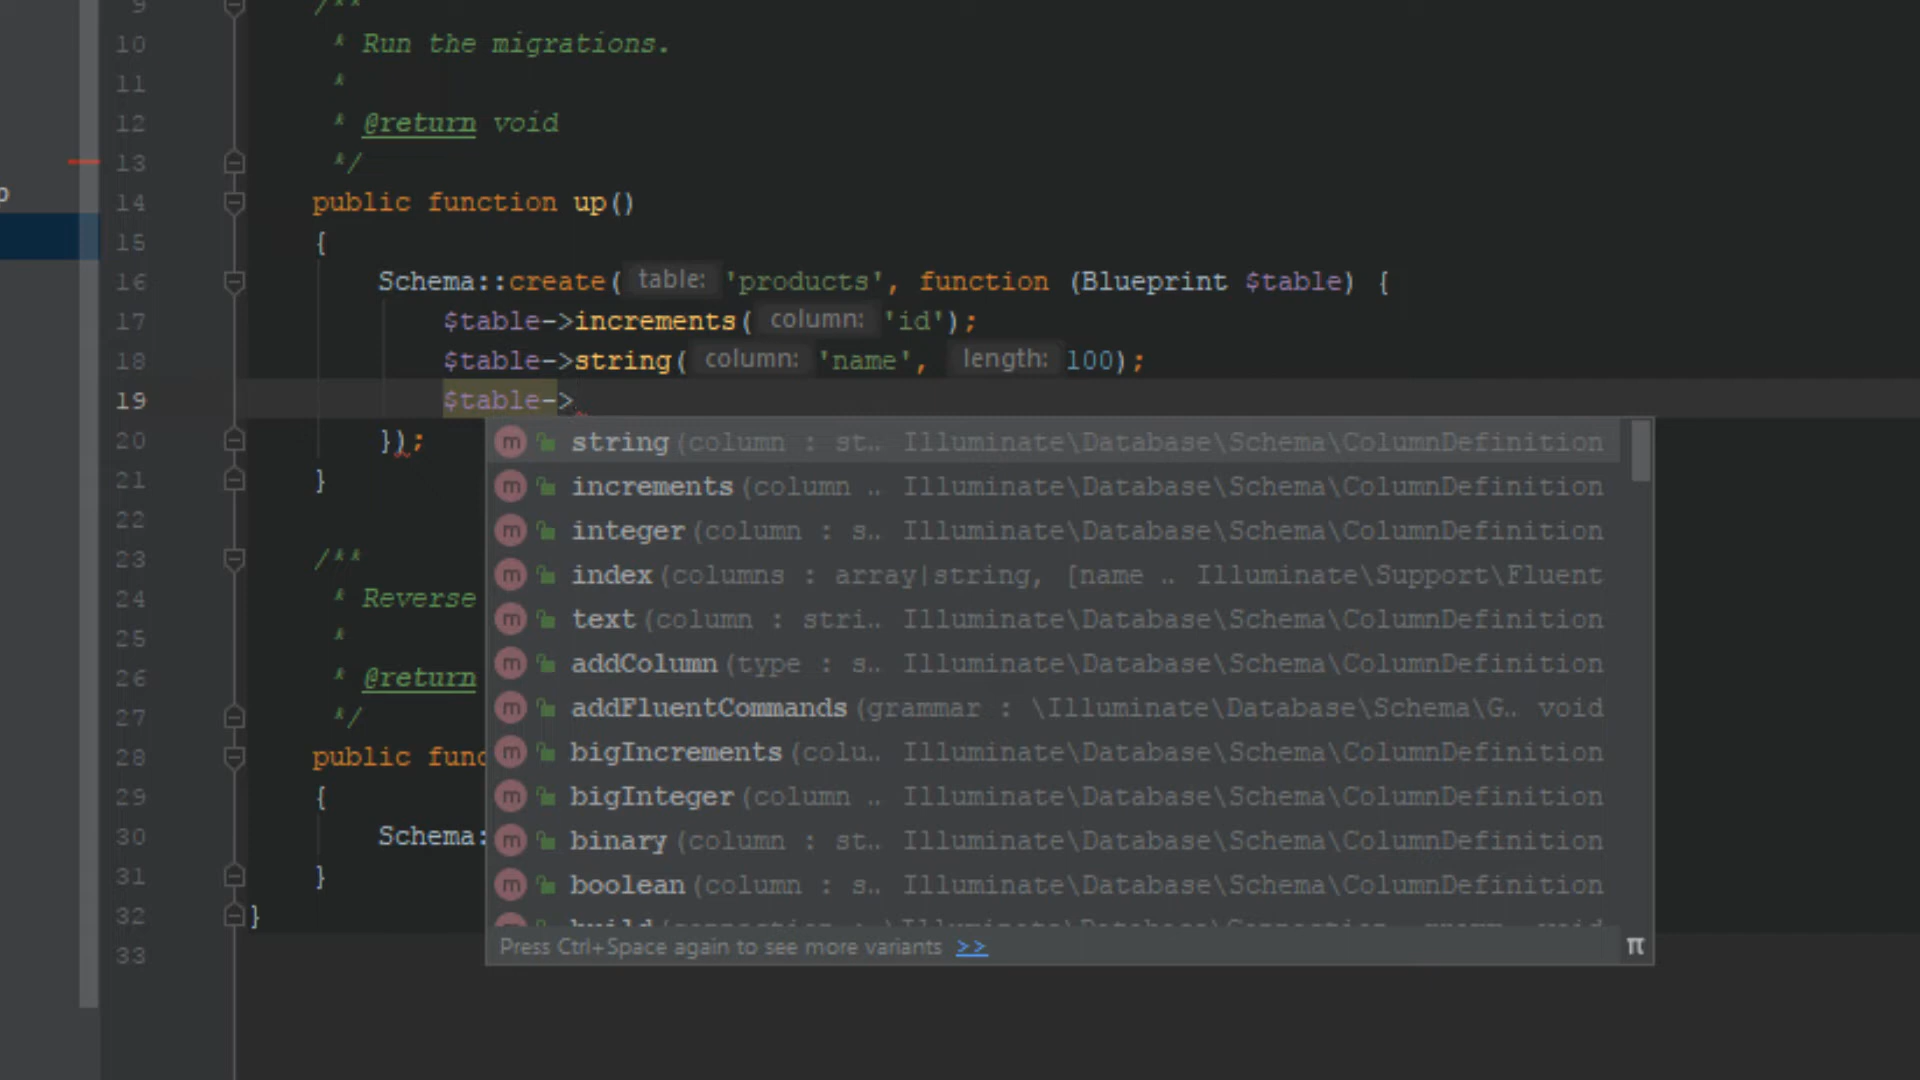 9 /**
10 * Run the migrations.
11 *
12 * @return void
13 */
14 public function up()
15 {
16 Schema::create( table: 'products', function (Blueprint $table) {
17 $table->increments( column: 'id');
18 $table->string( column: 'name', length: 100);
19 $table->
20 });
21 }
22
23 /**
24 * Reverse
25 *
26 * @return
27 */
28 public func
29 {
30 Schema:
31 }
32 }
33
string(column : st.. Illuminate\Database\Schema\ColumnDefinition
increments(column .. Illuminate\Database\Schema\ColumnDefinition
integer(column : s.. Illuminate\Database\Schema\ColumnDefinition
index(columns : array|string, [name .. Illuminate\Support\Fluent
text(column : stri.. Illuminate\Database\Schema\ColumnDefinition
addColumn(type : s.. Illuminate\Database\Schema\ColumnDefinition
addFluentCommands(grammar : \Illuminate\Database\Schema\G.. void
bigIncrements(colu.. Illuminate\Database\Schema\ColumnDefinition
bigInteger(column .. Illuminate\Database\Schema\ColumnDefinition
binary(column : st.. Illuminate\Database\Schema\ColumnDefinition
boolean(column : s.. Illuminate\Database\Schema\ColumnDefinition
Press Ctrl+Space again to see more variants >>
π